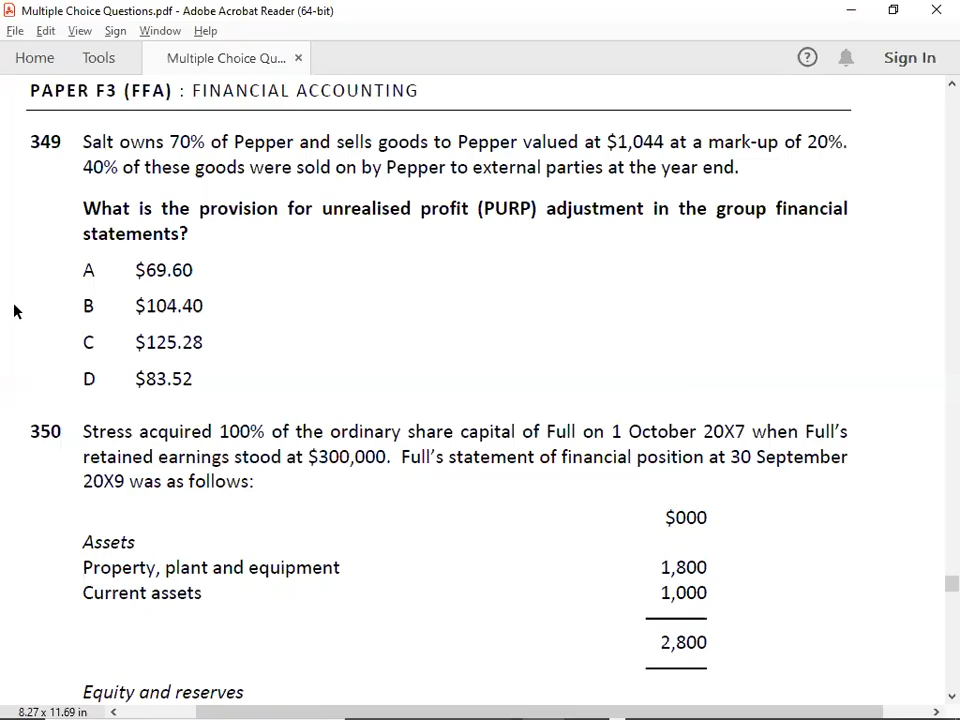 Multiple Choice Questions.pdf - Adobe Acrobat Reader (64-bit)
File Edit View Sign Window Help
Home Tools Multiple Choice Qu... × ? Sign In
PAPER F3 (FFA) : FINANCIAL ACCOUNTING
349 Salt owns 70% of Pepper and sells goods to Pepper valued at $1,044 at a mark-up of 20%.
40% of these goods were sold on by Pepper to external parties at the year end.
What is the provision for unrealised profit (PURP) adjustment in the group financial
statements?
A $69.60
B $104.40
C $125.28
D $83.52
350 Stress acquired 100% of the ordinary share capital of Full on 1 October 20X7 when Full's
retained earnings stood at $300,000. Full's statement of financial position at 30 September
20X9 was as follows:
$000
Assets
Property, plant and equipment 1,800
Current assets 1,000
2,800
Equity and reserves
8.27 x 11.69 in